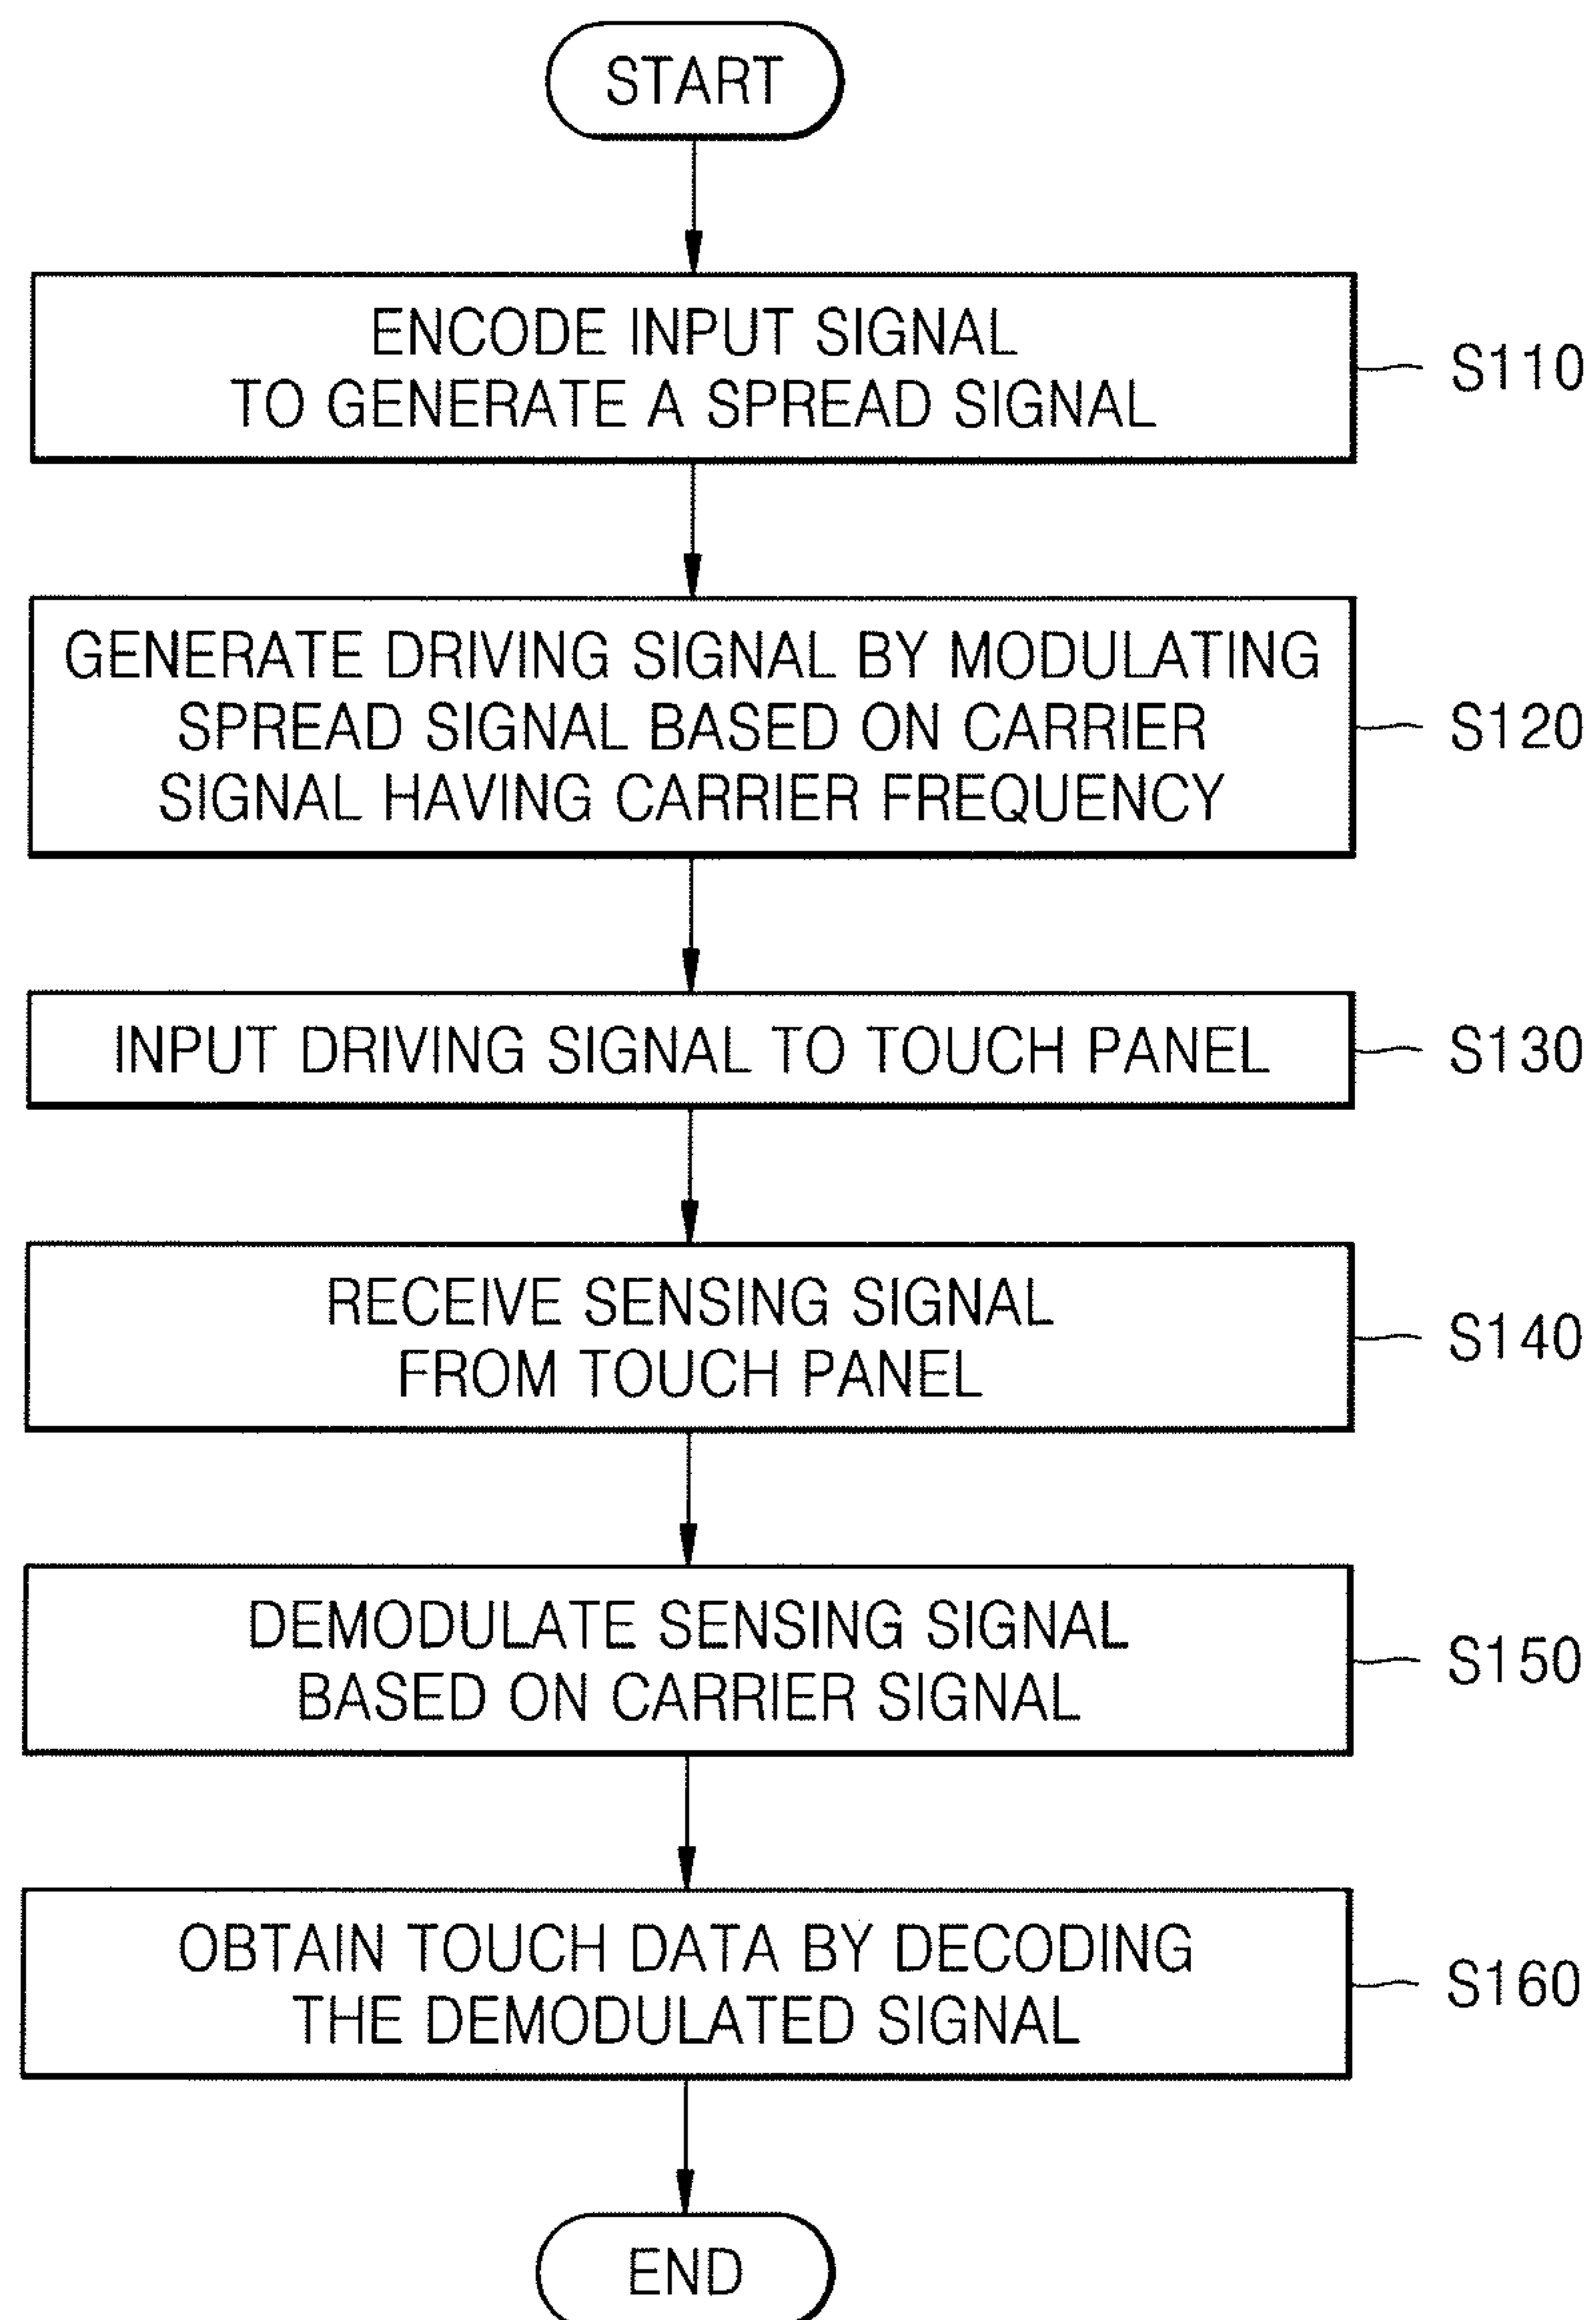 START
ENCODE INPUT SIGNAL
TO GENERATE A SPREAD SIGNAL
S110
GENERATE DRIVING SIGNAL BY MODULATING
SPREAD SIGNAL BASED ON CARRIER
SIGNAL HAVING CARRIER FREQUENCY
S120
INPUT DRIVING SIGNAL TO TOUCH PANEL
S130
RECEIVE SENSING SIGNAL
FROM TOUCH PANEL
S140
DEMODULATE SENSING SIGNAL
BASED ON CARRIER SIGNAL
S150
OBTAIN TOUCH DATA BY DECODING
THE DEMODULATED SIGNAL
S160
END